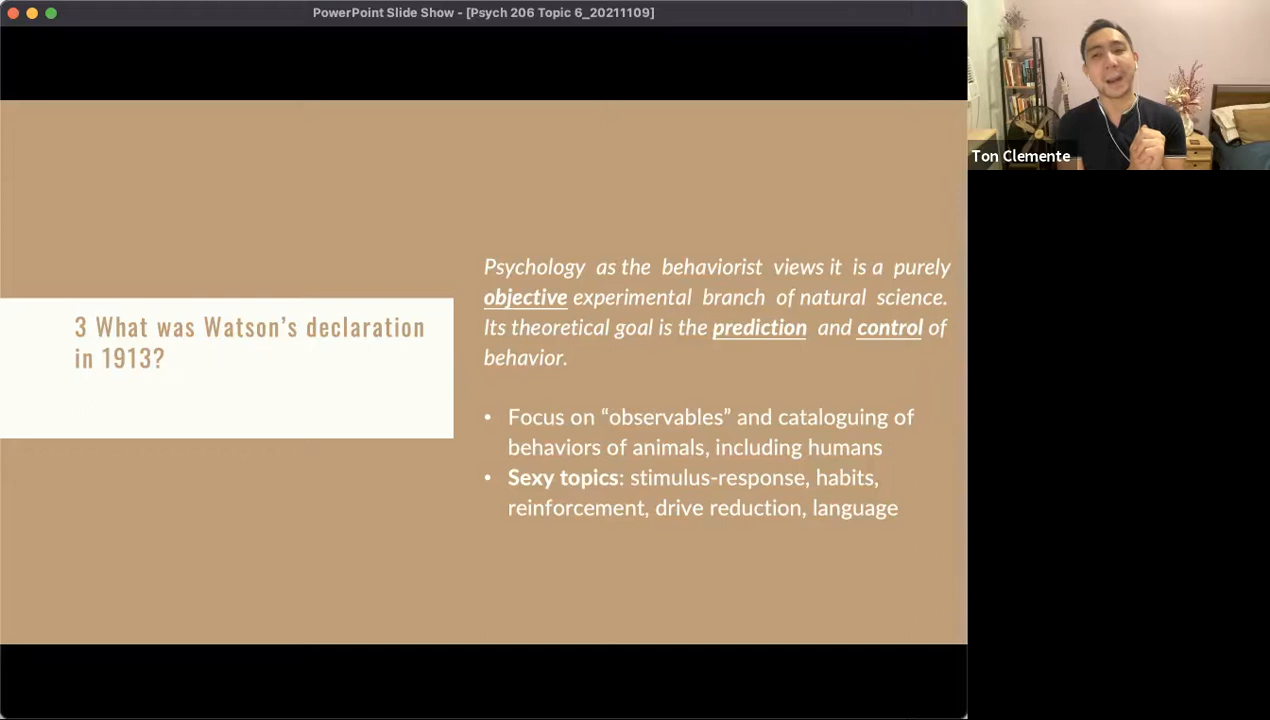 PowerPoint Slide Show - [Psych 206 Topic 6_20211109]
Ton Clemente
3 What was Watson’s declaration
in 1913?
Psychology as the behaviorist views it is a purely
objective experimental branch of natural science.
Its theoretical goal is the prediction and control of
behavior.
• Focus on “observables” and cataloguing of
behaviors of animals, including humans
• Sexy topics: stimulus-response, habits,
reinforcement, drive reduction, language